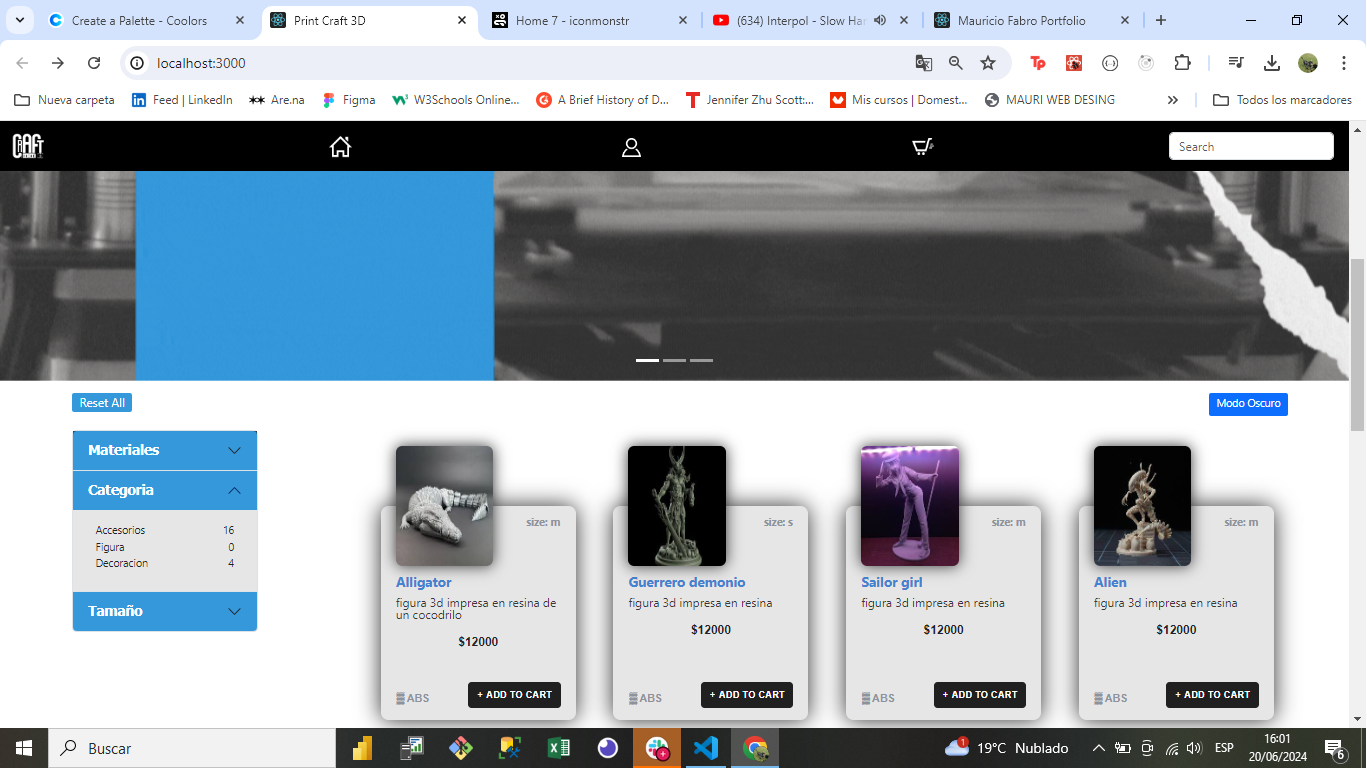 Create a Palette - Coolors
Print Craft 3D
Home 7 - iconmonstr
(634) Interpol - Slow Han
Mauricio Fabro Portfolio
localhost:3000
Nueva carpeta
Feed | LinkedIn
Are.na
Figma
W3Schools Online...
A Brief History of D...
Jennifer Zhu Scott:...
Mis cursos | Domest...
MAURI WEB DESING
Todos los marcadores
CRAFT
Search
Reset All
Modo Oscuro
Materiales
Categoria
Accesorios 16
Figura 0
Decoracion 4
Tamaño
size: m
Alligator
figura 3d impresa en resina de
un cocodrilo
$12000
ABS
+ ADD TO CART
size: s
Guerrero demonio
figura 3d impresa en resina
$12000
ABS
+ ADD TO CART
size: m
Sailor girl
figura 3d impresa en resina
$12000
ABS
+ ADD TO CART
size: m
Alien
figura 3d impresa en resina
$12000
ABS
+ ADD TO CART
Buscar
1
19°C Nublado
ESP
16:01
20/06/2024
6